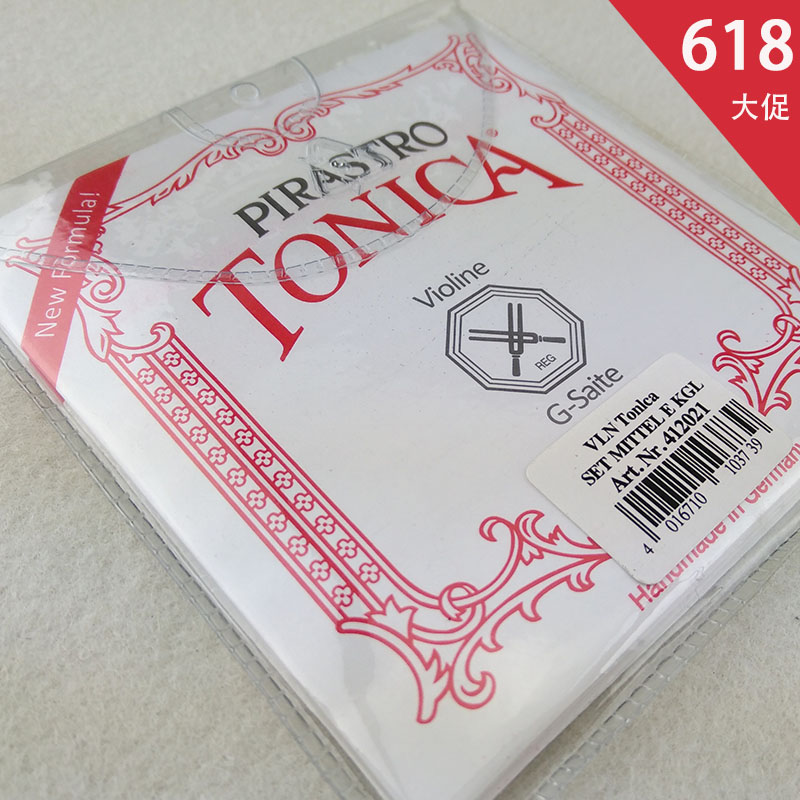 618
大促
New Formula!
PIRASTRO
TONICA®
Violine
REG
G-Saite
VLN Tonica
SET MITTEL E KGL
Art. Nr. 412021
4 016710 103739
Handmade in German